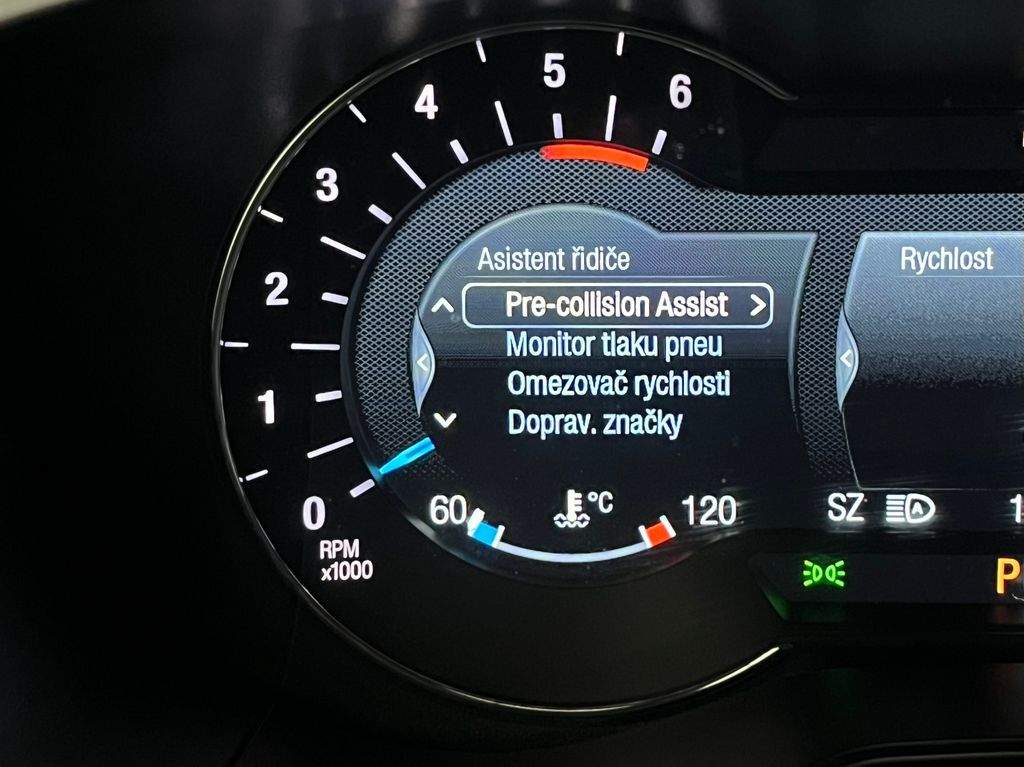 6
5
4
3
2
1
0
RPM
x1000
Asistent řidiče
Pre-collision Assist
Monitor tlaku pneu
Omezovač rychlosti
Doprav. značky
60 °C 120
Rychlost
SZ A 1
P